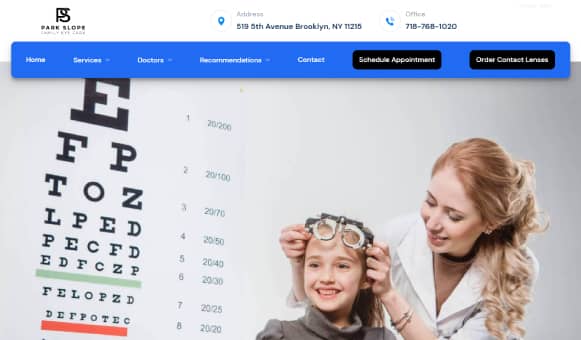 PARK SLOPE
FAMILY EYE CARE
Address
519 5th Avenue Brooklyn, NY 11215
Office
718-768-1020
Home
Services
Doctors
Recommendations
Contact
Schedule Appointment
Order Contact Lenses
E
F P
T O Z
L P E D
P E C F D
E D F C Z P
F E L O P Z D
D E F P O T E C
1 20/200
2 20/100
3 20/70
4 20/50
5 20/40
6 20/30
7 20/25
8 20/20